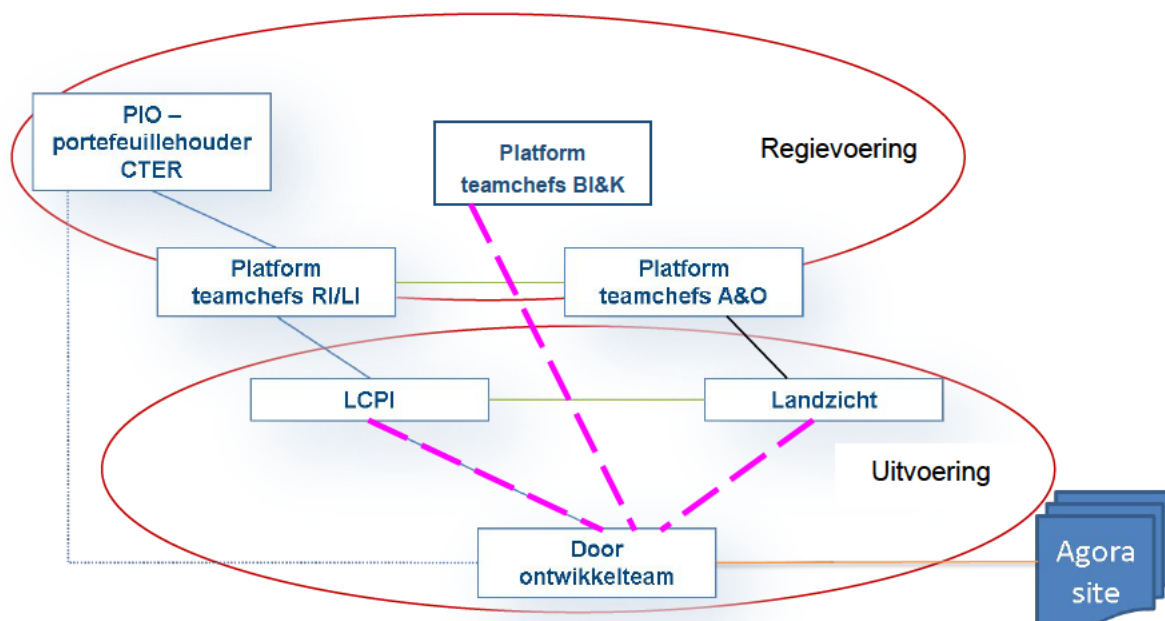 PIO –
portefeuillehouder
CTER
Platform
teamchefs BI&K
Regievoering
Platform
teamchefs RI/LI
Platform
teamchefs A&O
LCPI
Landzicht
Uitvoering
Door
ontwikkelteam
Agora
site